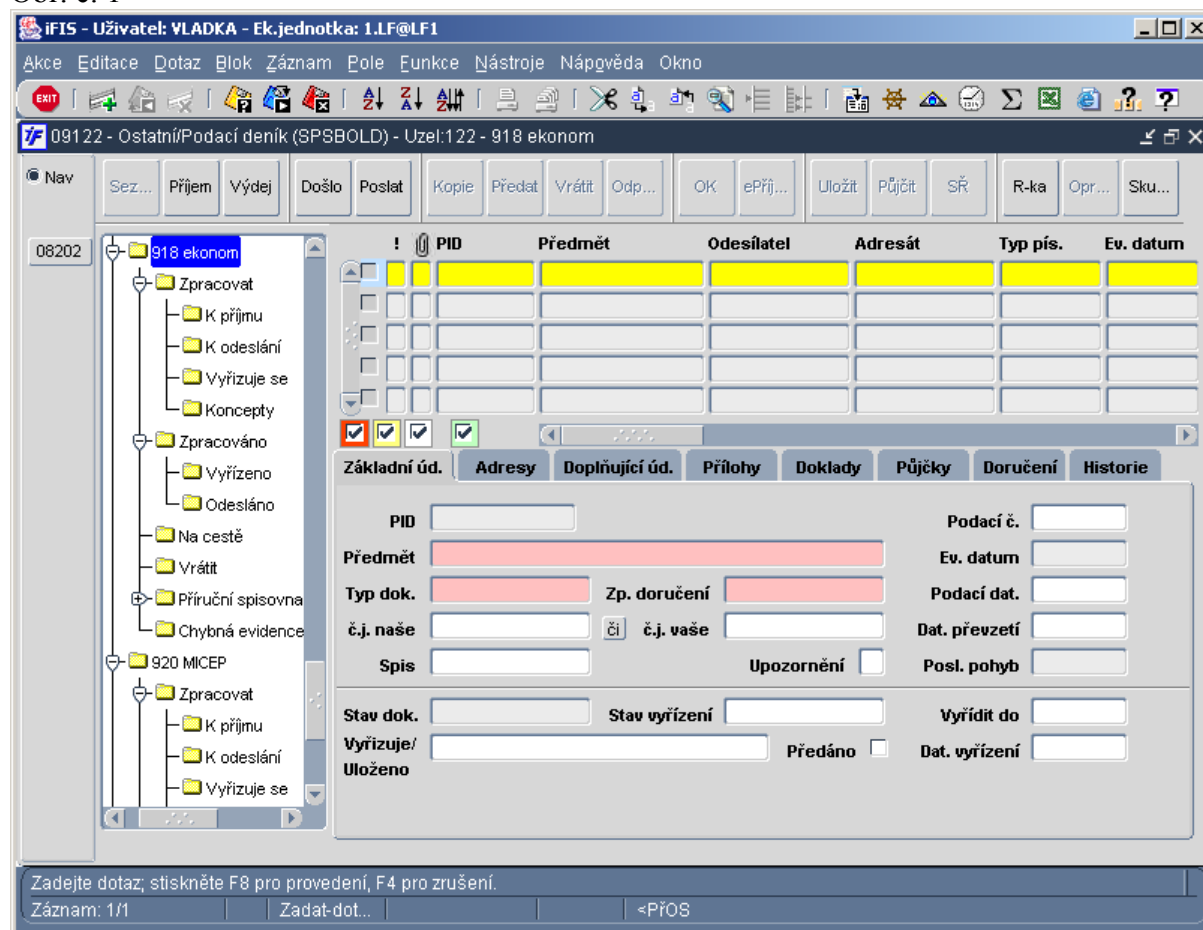 iFIS - Uživatel: VLADKA - Ek.jednotka: 1.LF@LF1
Akce Editace Dotaz Blok Záznam Pole Funkce Nástroje Nápověda Okno
EXIT
09122 - Ostatní/Podací deník (SPSBOLD) - Uzel:122 - 918 ekonom
Nav Sez... Příjem Výdej Došlo Poslat Kopie Předat Vrátit Odp... OK ePříj... Uložit Půjčit SŘ R-ka Opr... Sku...
08202
918 ekonom
Zpracovat
K příjmu
K odeslání
Vyřizuje se
Koncepty
Zpracováno
Vyřízeno
Odesláno
Na cestě
Vrátit
Příruční spisovna
Chybná evidence
920 MICEP
Zpracovat
K příjmu
K odeslání
Vyřizuje se
! PID Předmět Odesílatel Adresát Typ pís. Ev. datum
Základní úd. Adresy Doplňující úd. Přílohy Doklady Půjčky Doručení Historie
PID Podací č.
Předmět Ev. datum
Typ dok. Zp. doručení Podací dat.
č.j. naše či č.j. vaše Dat. převzetí
Spis Upozornění Posl. pohyb
Stav dok. Stav vyřízení Vyřídit do
Vyřizuje/
Uloženo Předáno Dat. vyřízení
Zadejte dotaz; stiskněte F8 pro provedení, F4 pro zrušení.
Záznam: 1/1 Zadat-dot... <PřOS